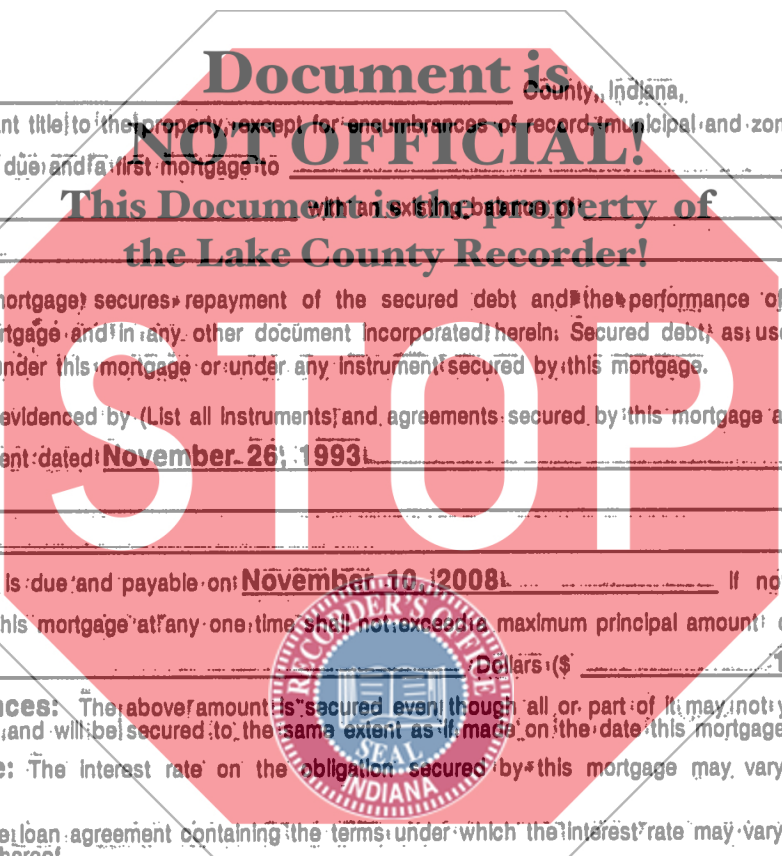 Document is
County, Indiana,
nt title to the property, except for encumbrances of record, municipal and zon
NOT OFFICIAL!
due and a first mortgage to
This Document is the property of
with an existing balance of
the Lake County Recorder!
ortgage) secures repayment of the secured debt and the performance of
rtgage and in any other document incorporated herein. Secured debt, as use
nder this mortgage or under any instrument secured by this mortgage.
STOP
evidenced by (List all instruments and agreements secured by this mortgage a
ent dated November 26, 1993
is due and payable on November 10, 2008 If no
his mortgage at any one time shall not exceed a maximum principal amount
Dollars ($
RECORDER'S OFFICE
SEAL
INDIANA
nces: The above amount is secured even though all or part of it may not y
and will be secured to the same extent as if made on the date this mortgage
e: The interest rate on the obligation secured by this mortgage may vary
e loan agreement containing the terms under which the interest rate may vary
hereof